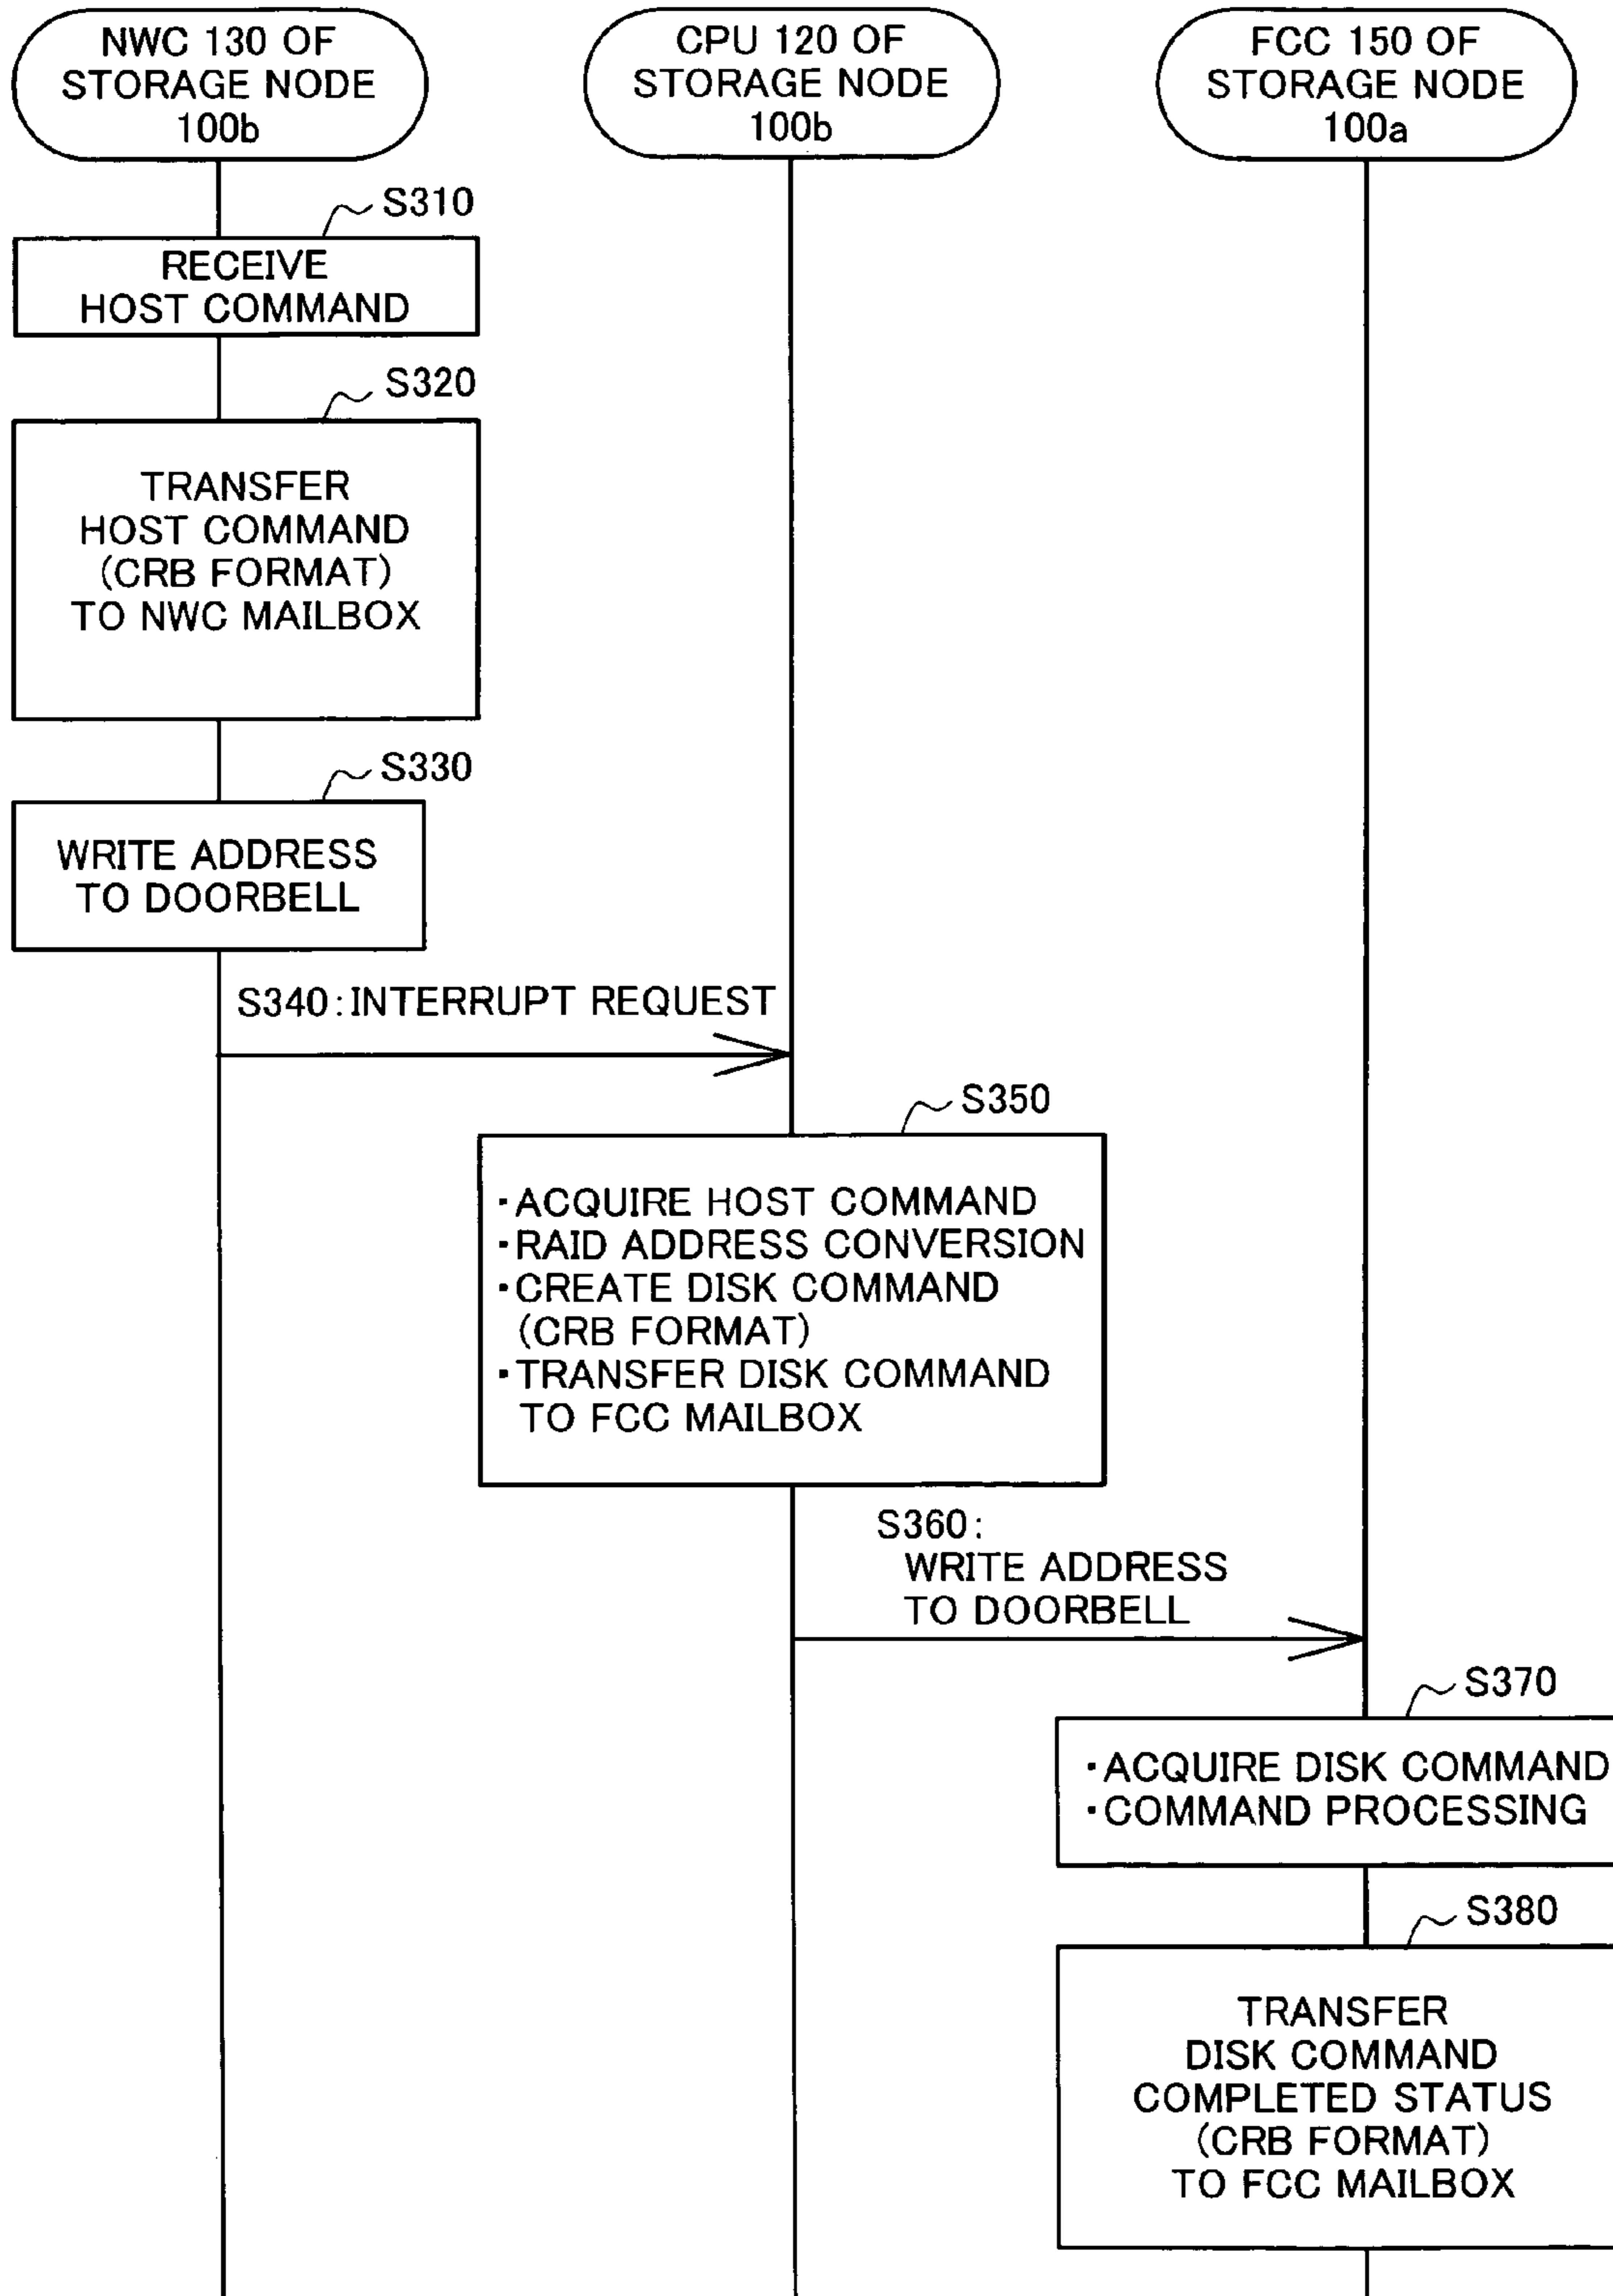 NWC 130 OF
STORAGE NODE
100b
CPU 120 OF
STORAGE NODE
100b
FCC 150 OF
STORAGE NODE
100a
S310
RECEIVE
HOST COMMAND
S320
TRANSFER
HOST COMMAND
(CRB FORMAT)
TO NWC MAILBOX
S330
WRITE ADDRESS
TO DOORBELL
S340:INTERRUPT REQUEST
S350
・ACQUIRE HOST COMMAND
・RAID ADDRESS CONVERSION
・CREATE DISK COMMAND
(CRB FORMAT)
・TRANSFER DISK COMMAND
TO FCC MAILBOX
S360:
WRITE ADDRESS
TO DOORBELL
S370
・ACQUIRE DISK COMMAND
・COMMAND PROCESSING
S380
TRANSFER
DISK COMMAND
COMPLETED STATUS
(CRB FORMAT)
TO FCC MAILBOX